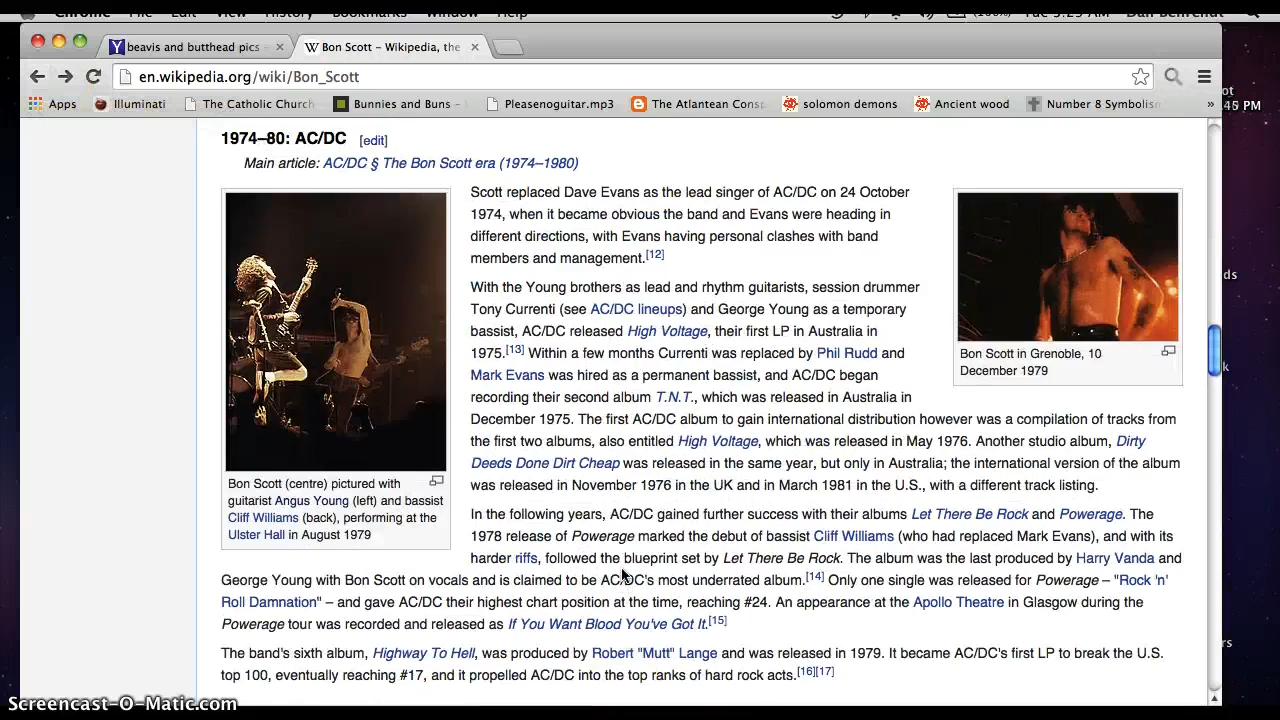 Chrome File Edit View History Bookmarks Window Help
Dan Behrendt
beavis and butthead pics
Bon Scott – Wikipedia, the
en.wikipedia.org/wiki/Bon_Scott
Apps Illuminati The Catholic Church Bunnies and Buns – Pleasenoguitar.mp3 The Atlantean Cons solomon demons Ancient wood Number 8 Symbolism »
45 PM
1974–80: AC/DC [edit]
Main article: AC/DC § The Bon Scott era (1974–1980)
Scott replaced Dave Evans as the lead singer of AC/DC on 24 October
1974, when it became obvious the band and Evans were heading in
different directions, with Evans having personal clashes with band
members and management.[12]
With the Young brothers as lead and rhythm guitarists, session drummer
Tony Currenti (see AC/DC lineups) and George Young as a temporary
bassist, AC/DC released High Voltage, their first LP in Australia in
1975.[13] Within a few months Currenti was replaced by Phil Rudd and
Mark Evans was hired as a permanent bassist, and AC/DC began
recording their second album T.N.T., which was released in Australia in
December 1975. The first AC/DC album to gain international distribution however was a compilation of tracks from
the first two albums, also entitled High Voltage, which was released in May 1976. Another studio album, Dirty
Deeds Done Dirt Cheap was released in the same year, but only in Australia; the international version of the album
was released in November 1976 in the UK and in March 1981 in the U.S., with a different track listing.
Bon Scott in Grenoble, 10
December 1979
Bon Scott (centre) pictured with
guitarist Angus Young (left) and bassist
Cliff Williams (back), performing at the
Ulster Hall in August 1979
In the following years, AC/DC gained further success with their albums Let There Be Rock and Powerage. The
1978 release of Powerage marked the debut of bassist Cliff Williams (who had replaced Mark Evans), and with its
harder riffs, followed the blueprint set by Let There Be Rock. The album was the last produced by Harry Vanda and
George Young with Bon Scott on vocals and is claimed to be AC/DC's most underrated album.[14] Only one single was released for Powerage – "Rock 'n'
Roll Damnation" – and gave AC/DC their highest chart position at the time, reaching #24. An appearance at the Apollo Theatre in Glasgow during the
Powerage tour was recorded and released as If You Want Blood You've Got It.[15]
The band's sixth album, Highway To Hell, was produced by Robert "Mutt" Lange and was released in 1979. It became AC/DC's first LP to break the U.S.
top 100, eventually reaching #17, and it propelled AC/DC into the top ranks of hard rock acts.[16][17]
Screencast-O-Matic.com